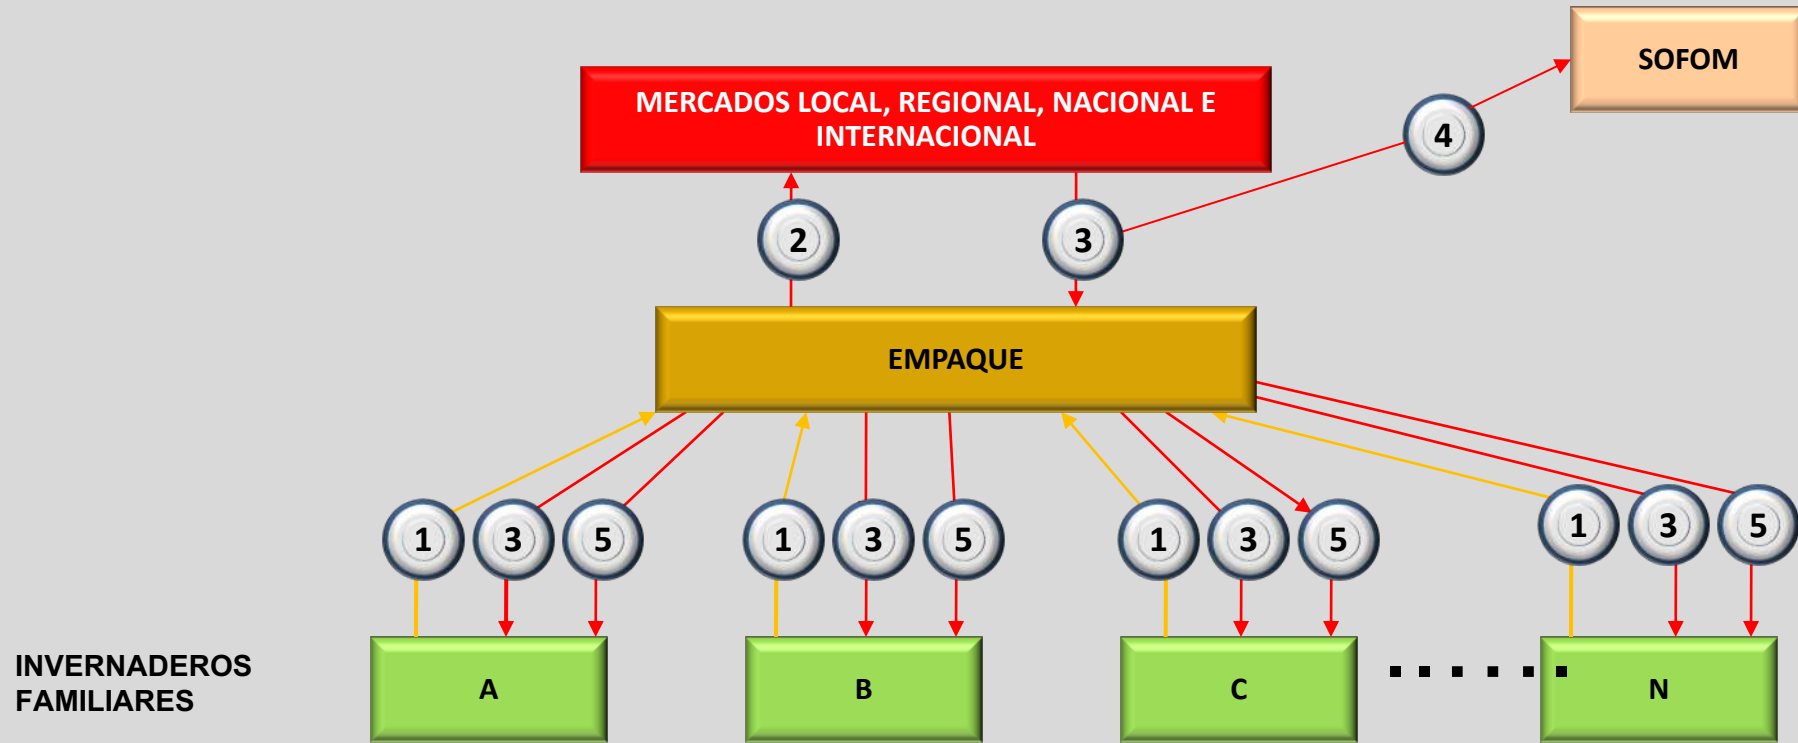 SOFOM
MERCADOS LOCAL, REGIONAL, NACIONAL E
INTERNACIONAL
4
2
3
EMPAQUE
1 3 5 1 3 5 1 3 5 1 3 5
INVERNADEROS
FAMILIARES
A B C ...... N